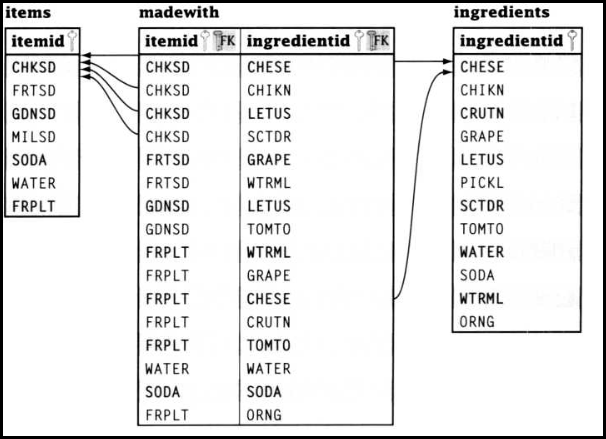 items
itemid
CHKSD
FRTSD
GDNSD
MILSD
SODA
WATER
FRPLT
madewith
itemid FK ingredientid FK
CHKSD CHESE
CHKSD CHIKN
CHKSD LETUS
CHKSD SCTDR
FRTSD GRAPE
FRTSD WTRML
GDNSD LETUS
GDNSD TOMTO
FRPLT WTRML
FRPLT GRAPE
FRPLT CHESE
FRPLT CRUTN
FRPLT TOMTO
WATER WATER
SODA SODA
FRPLT ORNG
ingredients
ingredientid
CHESE
CHIKN
CRUTN
GRAPE
LETUS
PICKL
SCTDR
TOMTO
WATER
SODA
WTRML
ORNG